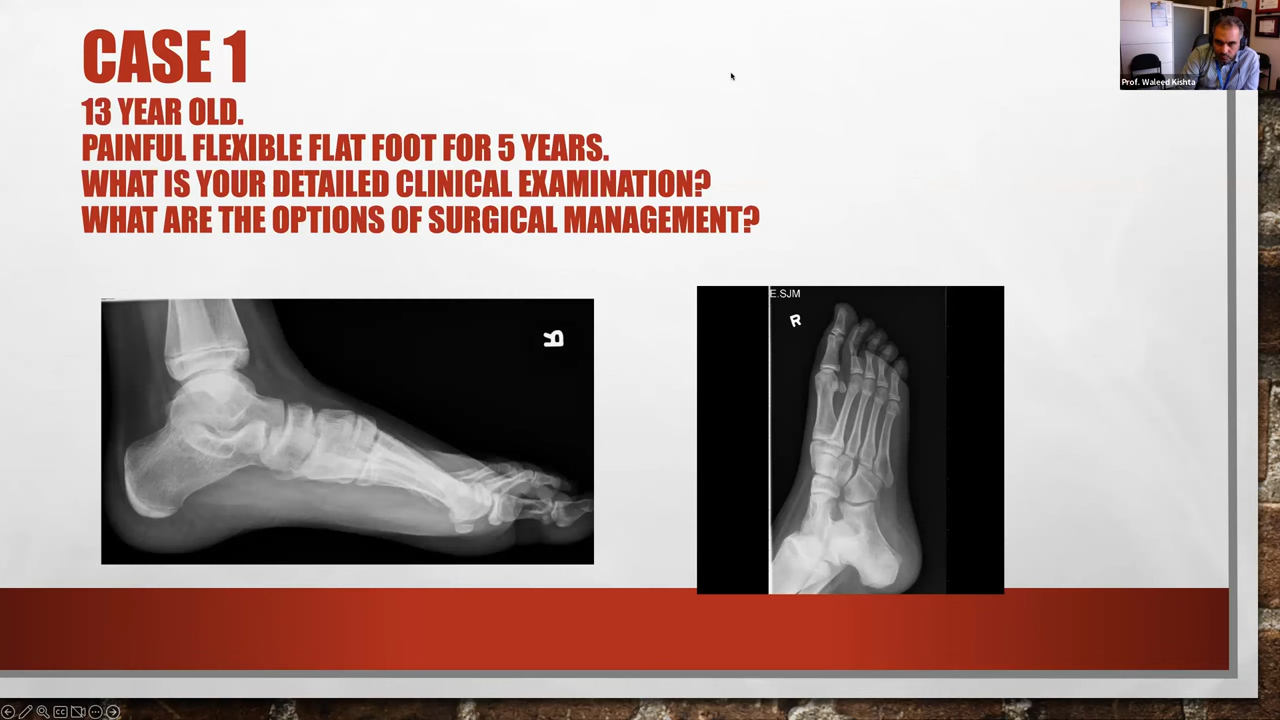 CASE 1
13 YEAR OLD.
PAINFUL FLEXIBLE FLAT FOOT FOR 5 YEARS.
WHAT IS YOUR DETAILED CLINICAL EXAMINATION?
WHAT ARE THE OPTIONS OF SURGICAL MANAGEMENT?
Prof. Waleed Kishta
R
E.SJM
R
CC